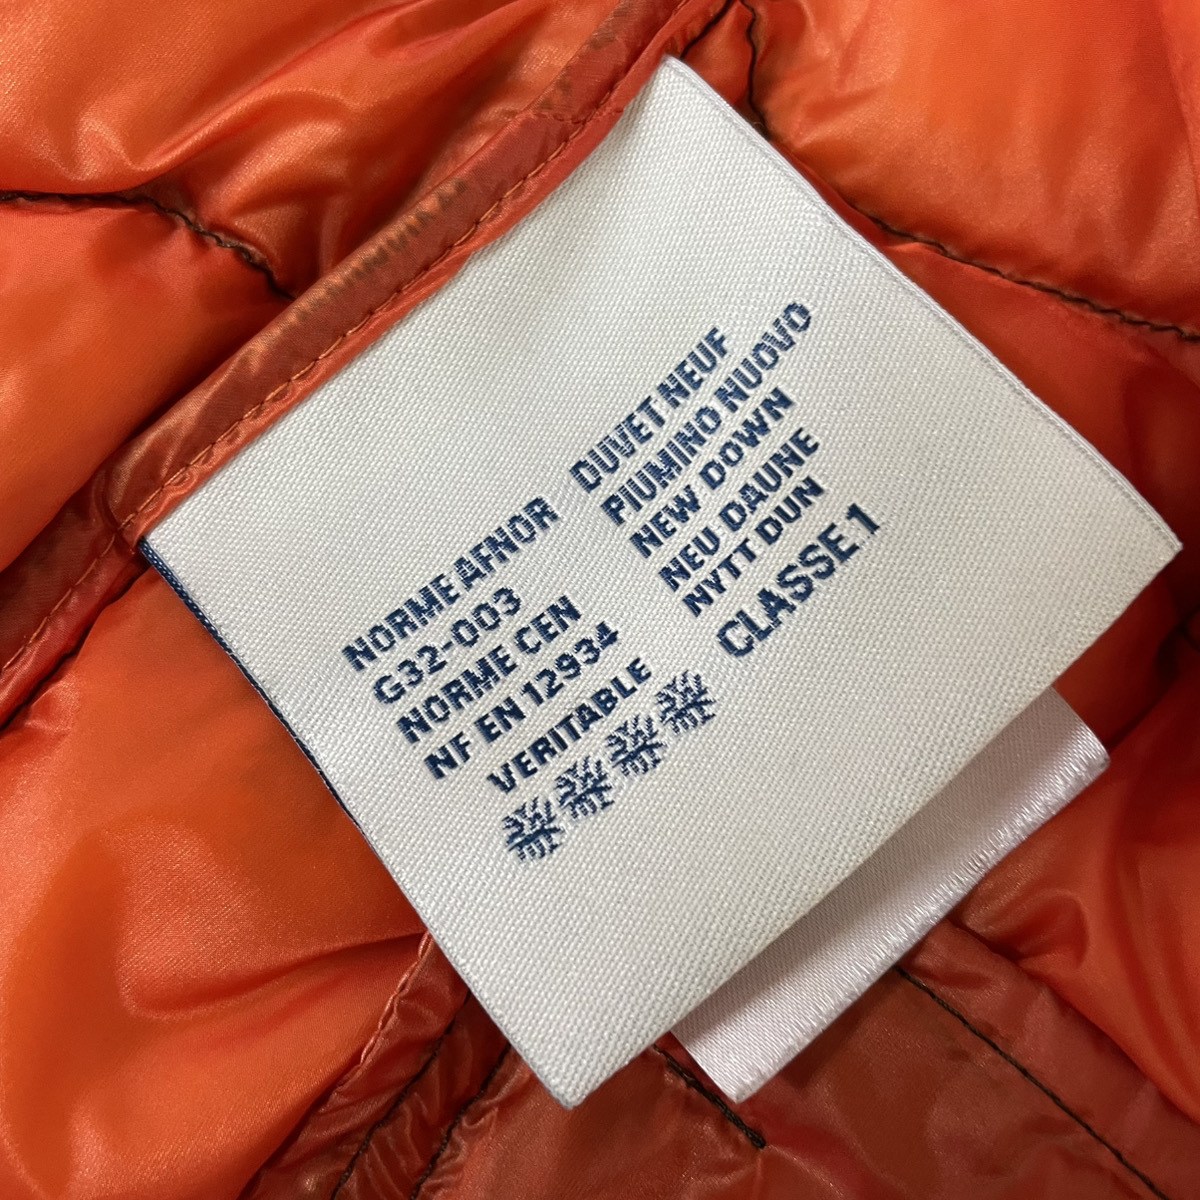 NORME AFNOR
G32-003
NORME CEN
NF EN 12934
VERITABLE
DUVET NEUF
PIUMINO NUOVO
NEW DOWN
NEU DAUNE
NYTT DUN
CLASSE 1